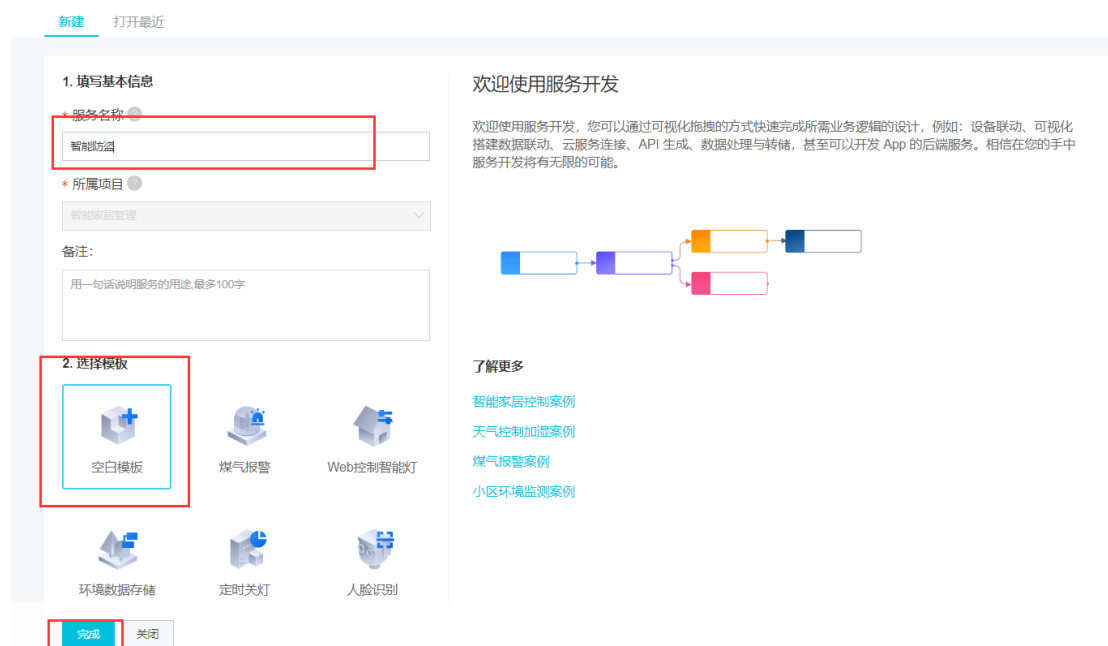 新建 打开最近
1. 填写基本信息
* 服务名称
智能防盗
* 所属项目
智能家居管理
备注:
用一句话说明服务的用途,最多100字
2. 选择模板
空白模板 煤气报警 Web控制智能灯
环境数据存储 定时关灯 人脸识别
完成 关闭
欢迎使用服务开发
欢迎使用服务开发，您可以通过可视化拖拽的方式快速完成所需业务逻辑的设计，例如：设备联动、可视化
搭建数据联动、云服务连接、API 生成、数据处理与转储，甚至可以开发 App 的后端服务。相信在您的手中
服务开发将有无限的可能。
了解更多
智能家居控制案例
天气控制加湿案例
煤气报警案例
小区环境监测案例